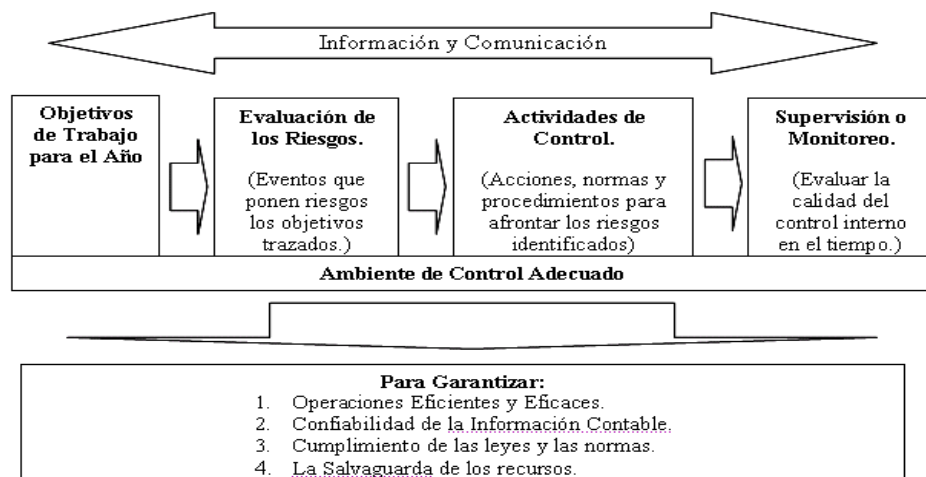 Información y Comunicación
Objetivos
de Trabajo
para el Año
Evaluación de
los Riesgos.
(Eventos que
ponen riesgos
los objetivos
trazados.)
Actividades de
Control.
(Acciones, normas y
procedimientos para
afrontar los riesgos
identificados)
Supervisión o
Monitoreo.
(Evaluar la
calidad del
control interno
en el tiempo.)
Ambiente de Control Adecuado
Para Garantizar:
1. Operaciones Eficientes y Eficaces.
2. Confiabilidad de la Información Contable.
3. Cumplimiento de las leyes y las normas.
4. La Salvaguarda de los recursos.